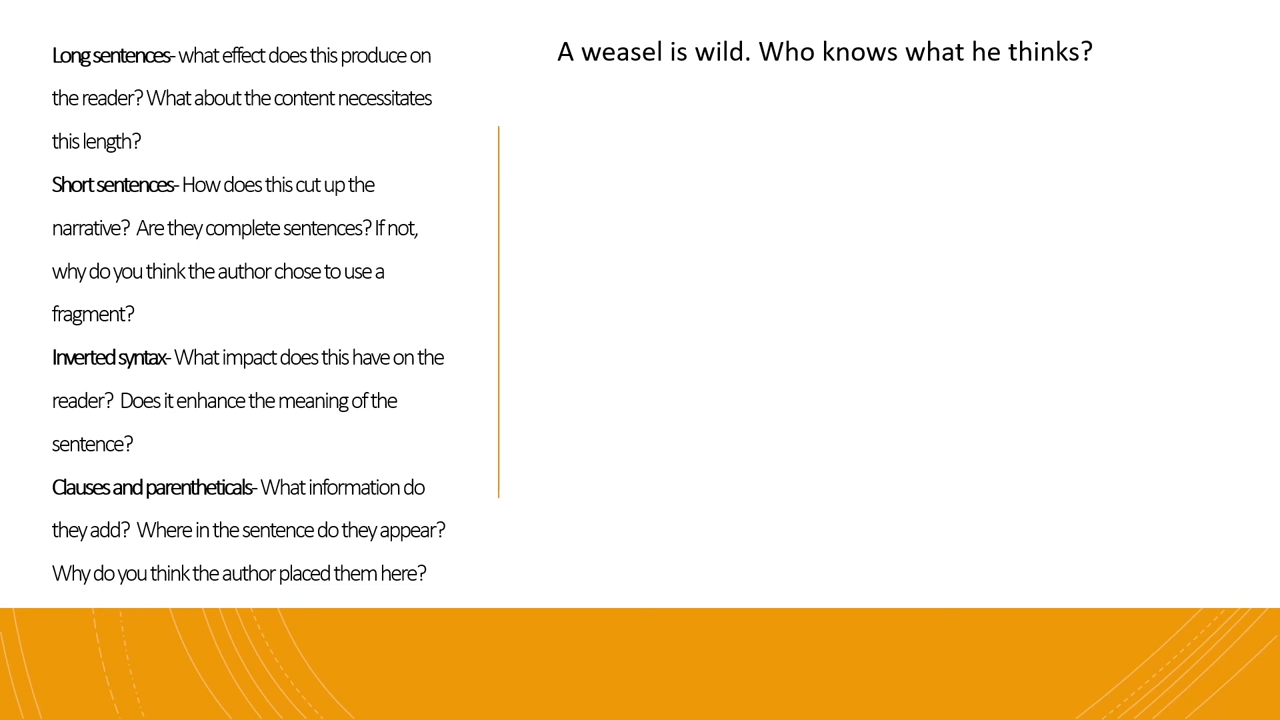 Long sentences- what effect does this produce on
the reader? What about the content necessitates
this length?
Short sentences- How does this cut up the
narrative? Are they complete sentences? If not,
why do you think the author chose to use a
fragment?
Inverted syntax- What impact does this have on the
reader? Does it enhance the meaning of the
sentence?
Clauses and parentheticals- What information do
they add? Where in the sentence do they appear?
Why do you think the author placed them here?
A weasel is wild. Who knows what he thinks?